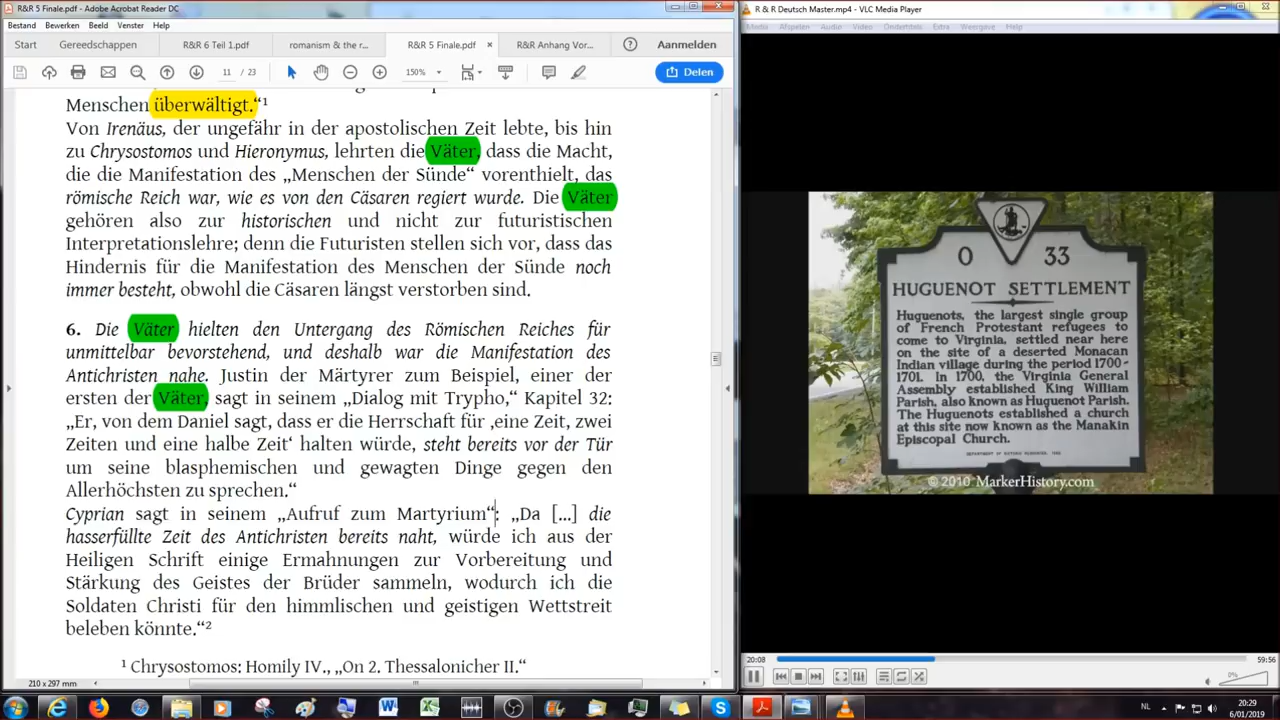 R&R 5 Finale.pdf - Adobe Acrobat Reader DC
Bestand Bewerken Beeld Venster Help
Start Gereedschappen R&R 6 Teil 1.pdf romanism & the r... R&R 5 Finale.pdf × R&R Anhang Vor... Aanmelden
11 / 23 150% Delen
Menschen überwältigt.“¹
Von Irenäus, der ungefähr in der apostolischen Zeit lebte, bis hin
zu Chrysostomos und Hieronymus, lehrten die Väter, dass die Macht,
die die Manifestation des „Menschen der Sünde“ vorenthielt, das
römische Reich war, wie es von den Cäsaren regiert wurde. Die Väter
gehören also zur historischen und nicht zur futuristischen
Interpretationslehre; denn die Futuristen stellen sich vor, dass das
Hindernis für die Manifestation des Menschen der Sünde noch
immer besteht, obwohl die Cäsaren längst verstorben sind.
6. Die Väter hielten den Untergang des Römischen Reiches für
unmittelbar bevorstehend, und deshalb war die Manifestation des
Antichristen nahe. Justin der Märtyrer zum Beispiel, einer der
ersten der Väter, sagt in seinem „Dialog mit Trypho,“ Kapitel 32:
„Er, von dem Daniel sagt, dass er die Herrschaft für ‚eine Zeit, zwei
Zeiten und eine halbe Zeit‘ halten würde, steht bereits vor der Tür
um seine blasphemischen und gewagten Dinge gegen den
Allerhöchsten zu sprechen.“
Cyprian sagt in seinem „Aufruf zum Martyrium“: „Da [...] die
hasserfüllte Zeit des Antichristen bereits naht, würde ich aus der
Heiligen Schrift einige Ermahnungen zur Vorbereitung und
Stärkung des Geistes der Brüder sammeln, wodurch ich die
Soldaten Christi für den himmlischen und geistigen Wettstreit
beleben könnte.“²
¹ Chrysostomos: Homily IV., „On 2. Thessalonicher II.“
210 x 297 mm
R & R Deutsch Master.mp4 - VLC Media Player
Media Afspelen Audio Video Ondertitels Extra Weergave Help
O 33
HUGUENOT SETTLEMENT
Huguenots, the largest single group
of French Protestant refugees to
come to Virginia, settled near here
on the site of a deserted Monacan
Indian village during the period 1700-
1701. In 1700, the Virginia General
Assembly established King William
Parish, also known as Huguenot Parish.
The Huguenots established a church
at this site now known as the Manakin
Episcopal Church.
DEPARTMENT OF HISTORIC RESOURCES,
© 2010 MarkerHistory.com
20:08 59:56
0%
NL 20:29
6/01/2019